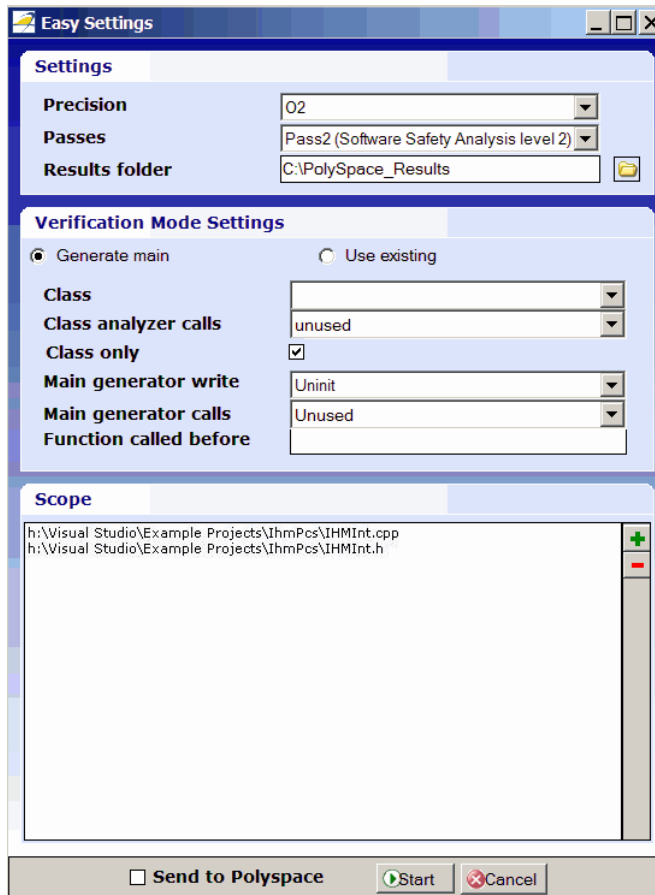 Easy Settings
Settings
Precision O2
Passes Pass2 (Software Safety Analysis level 2)
Results folder C:\PolySpace_Results
Verification Mode Settings
Generate main Use existing
Class
Class analyzer calls unused
Class only
Main generator write Uninit
Main generator calls Unused
Function called before
Scope
h:\Visual Studio\Example Projects\IhmPcs\IHMInt.cpp
h:\Visual Studio\Example Projects\IhmPcs\IHMInt.h
Send to Polyspace Start Cancel